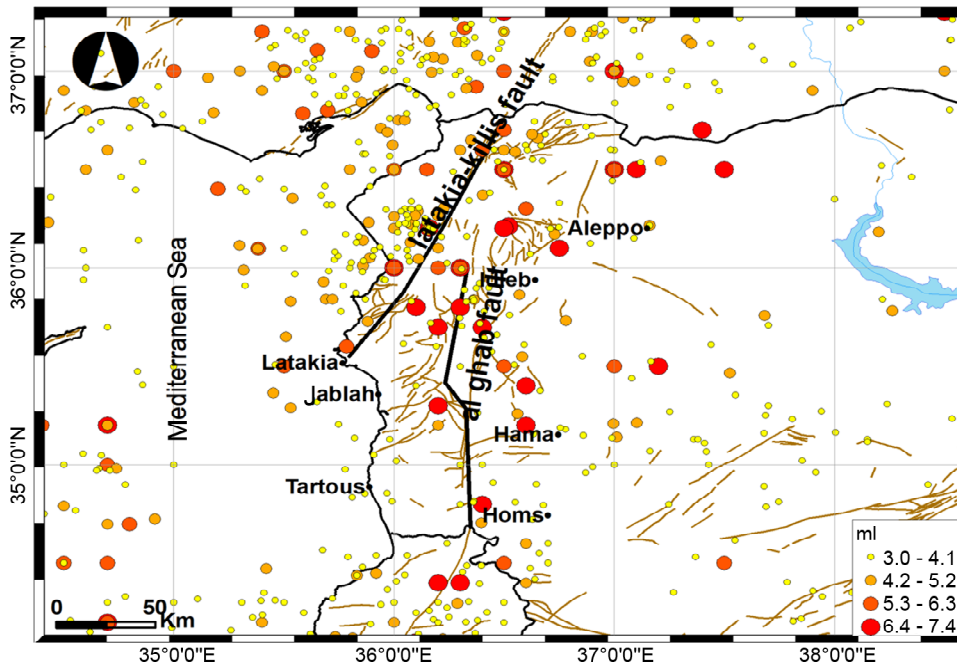 37°0'0"N
latakia-killis fault
Aleppo
36°0'0"N
Idleb
Mediterranean Sea
al ghab fault
Latakia
Jablah
Hama
35°0'0"N
Tartous
Homs
ml
3.0 - 4.1
4.2 - 5.2
5.3 - 6.3
6.4 - 7.4
0 50
Km
35°0'0"E 36°0'0"E 37°0'0"E 38°0'0"E